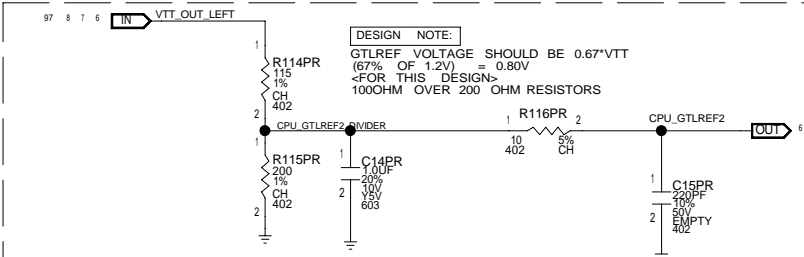 97 8 7 6 IN VTT_OUT_LEFT
DESIGN NOTE:
GTLREF VOLTAGE SHOULD BE 0.67*VTT
(67% OF 1.2V) = 0.80V
<FOR THIS DESIGN>
100OHM OVER 200 OHM RESISTORS
1
R114PR
115
1%
CH
402
2
CPU_GTLREF2_DIVIDER
1
R115PR
200
1%
CH
402
2
1
C14PR
1.0UF
20%
10V
Y5V
603
2
R116PR
1 2
10 5%
402 CH
CPU_GTLREF2
OUT 6
1
C15PR
220PF
10%
50V
EMPTY
402
2